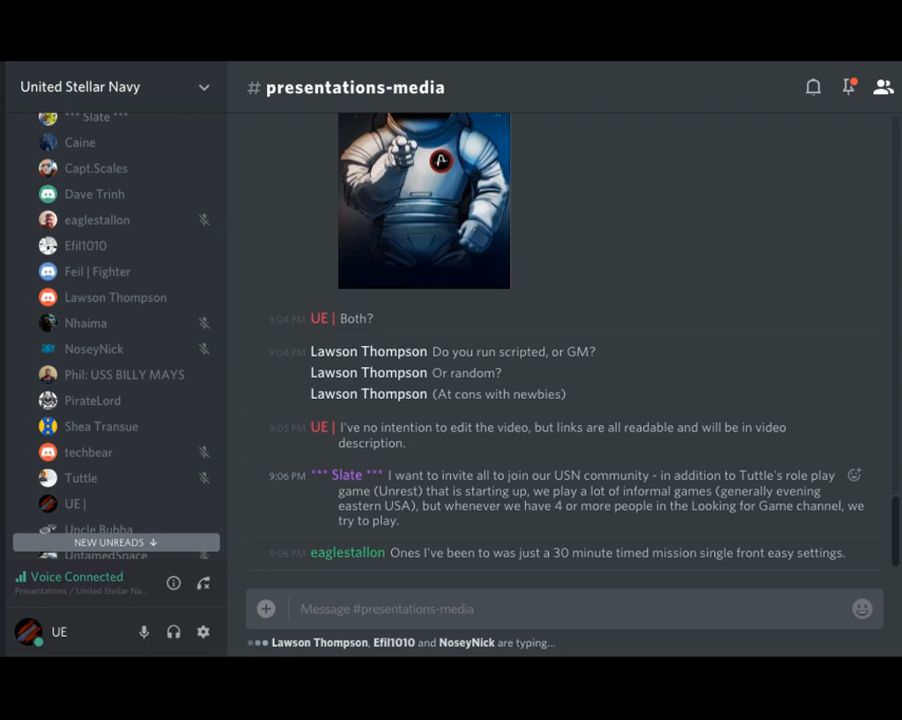 United Stellar Navy
# presentations-media
*** Slate ***
Caine
Capt.Scales
Dave Trinh
eaglestallon
Efil1010
Feil | Fighter
Lawson Thompson
Nhaima
NoseyNick
Phil: USS BILLY MAYS
PirateLord
Shea Transue
techbear
Tuttle
UE |
Uncle Bubba
NEW UNREADS ↓
UntamedSpace
Voice Connected
Presentations / United Stellar Na...
UE
9:04 PM UE | Both?
9:04 PM Lawson Thompson Do you run scripted, or GM?
Lawson Thompson Or random?
Lawson Thompson (At cons with newbies)
9:05 PM UE | I've no intention to edit the video, but links are all readable and will be in video
description.
9:06 PM *** Slate *** I want to invite all to join our USN community - in addition to Tuttle's role play
game (Unrest) that is starting up, we play a lot of informal games (generally evening
eastern USA), but whenever we have 4 or more people in the Looking for Game channel, we
try to play.
9:06 PM eaglestallon Ones I've been to was just a 30 minute timed mission single front easy settings.
Message #presentations-media
Lawson Thompson, Efil1010 and NoseyNick are typing...